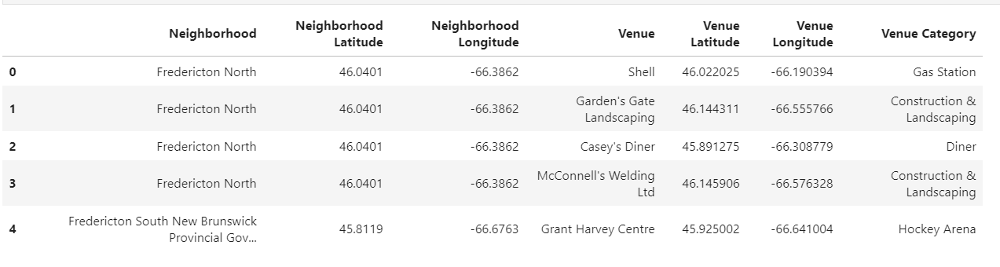 Neighborhood Neighborhood Latitude Neighborhood Longitude Venue Venue Latitude Venue Longitude Venue Category
0 Fredericton North 46.0401 -66.3862 Shell 46.022025 -66.190394 Gas Station
1 Fredericton North 46.0401 -66.3862 Garden's Gate Landscaping 46.144311 -66.555766 Construction & Landscaping
2 Fredericton North 46.0401 -66.3862 Casey's Diner 45.891275 -66.308779 Diner
3 Fredericton North 46.0401 -66.3862 McConnell's Welding Ltd 46.145906 -66.576328 Construction & Landscaping
4 Fredericton South New Brunswick Provincial Gov... 45.8119 -66.6763 Grant Harvey Centre 45.925002 -66.641004 Hockey Arena